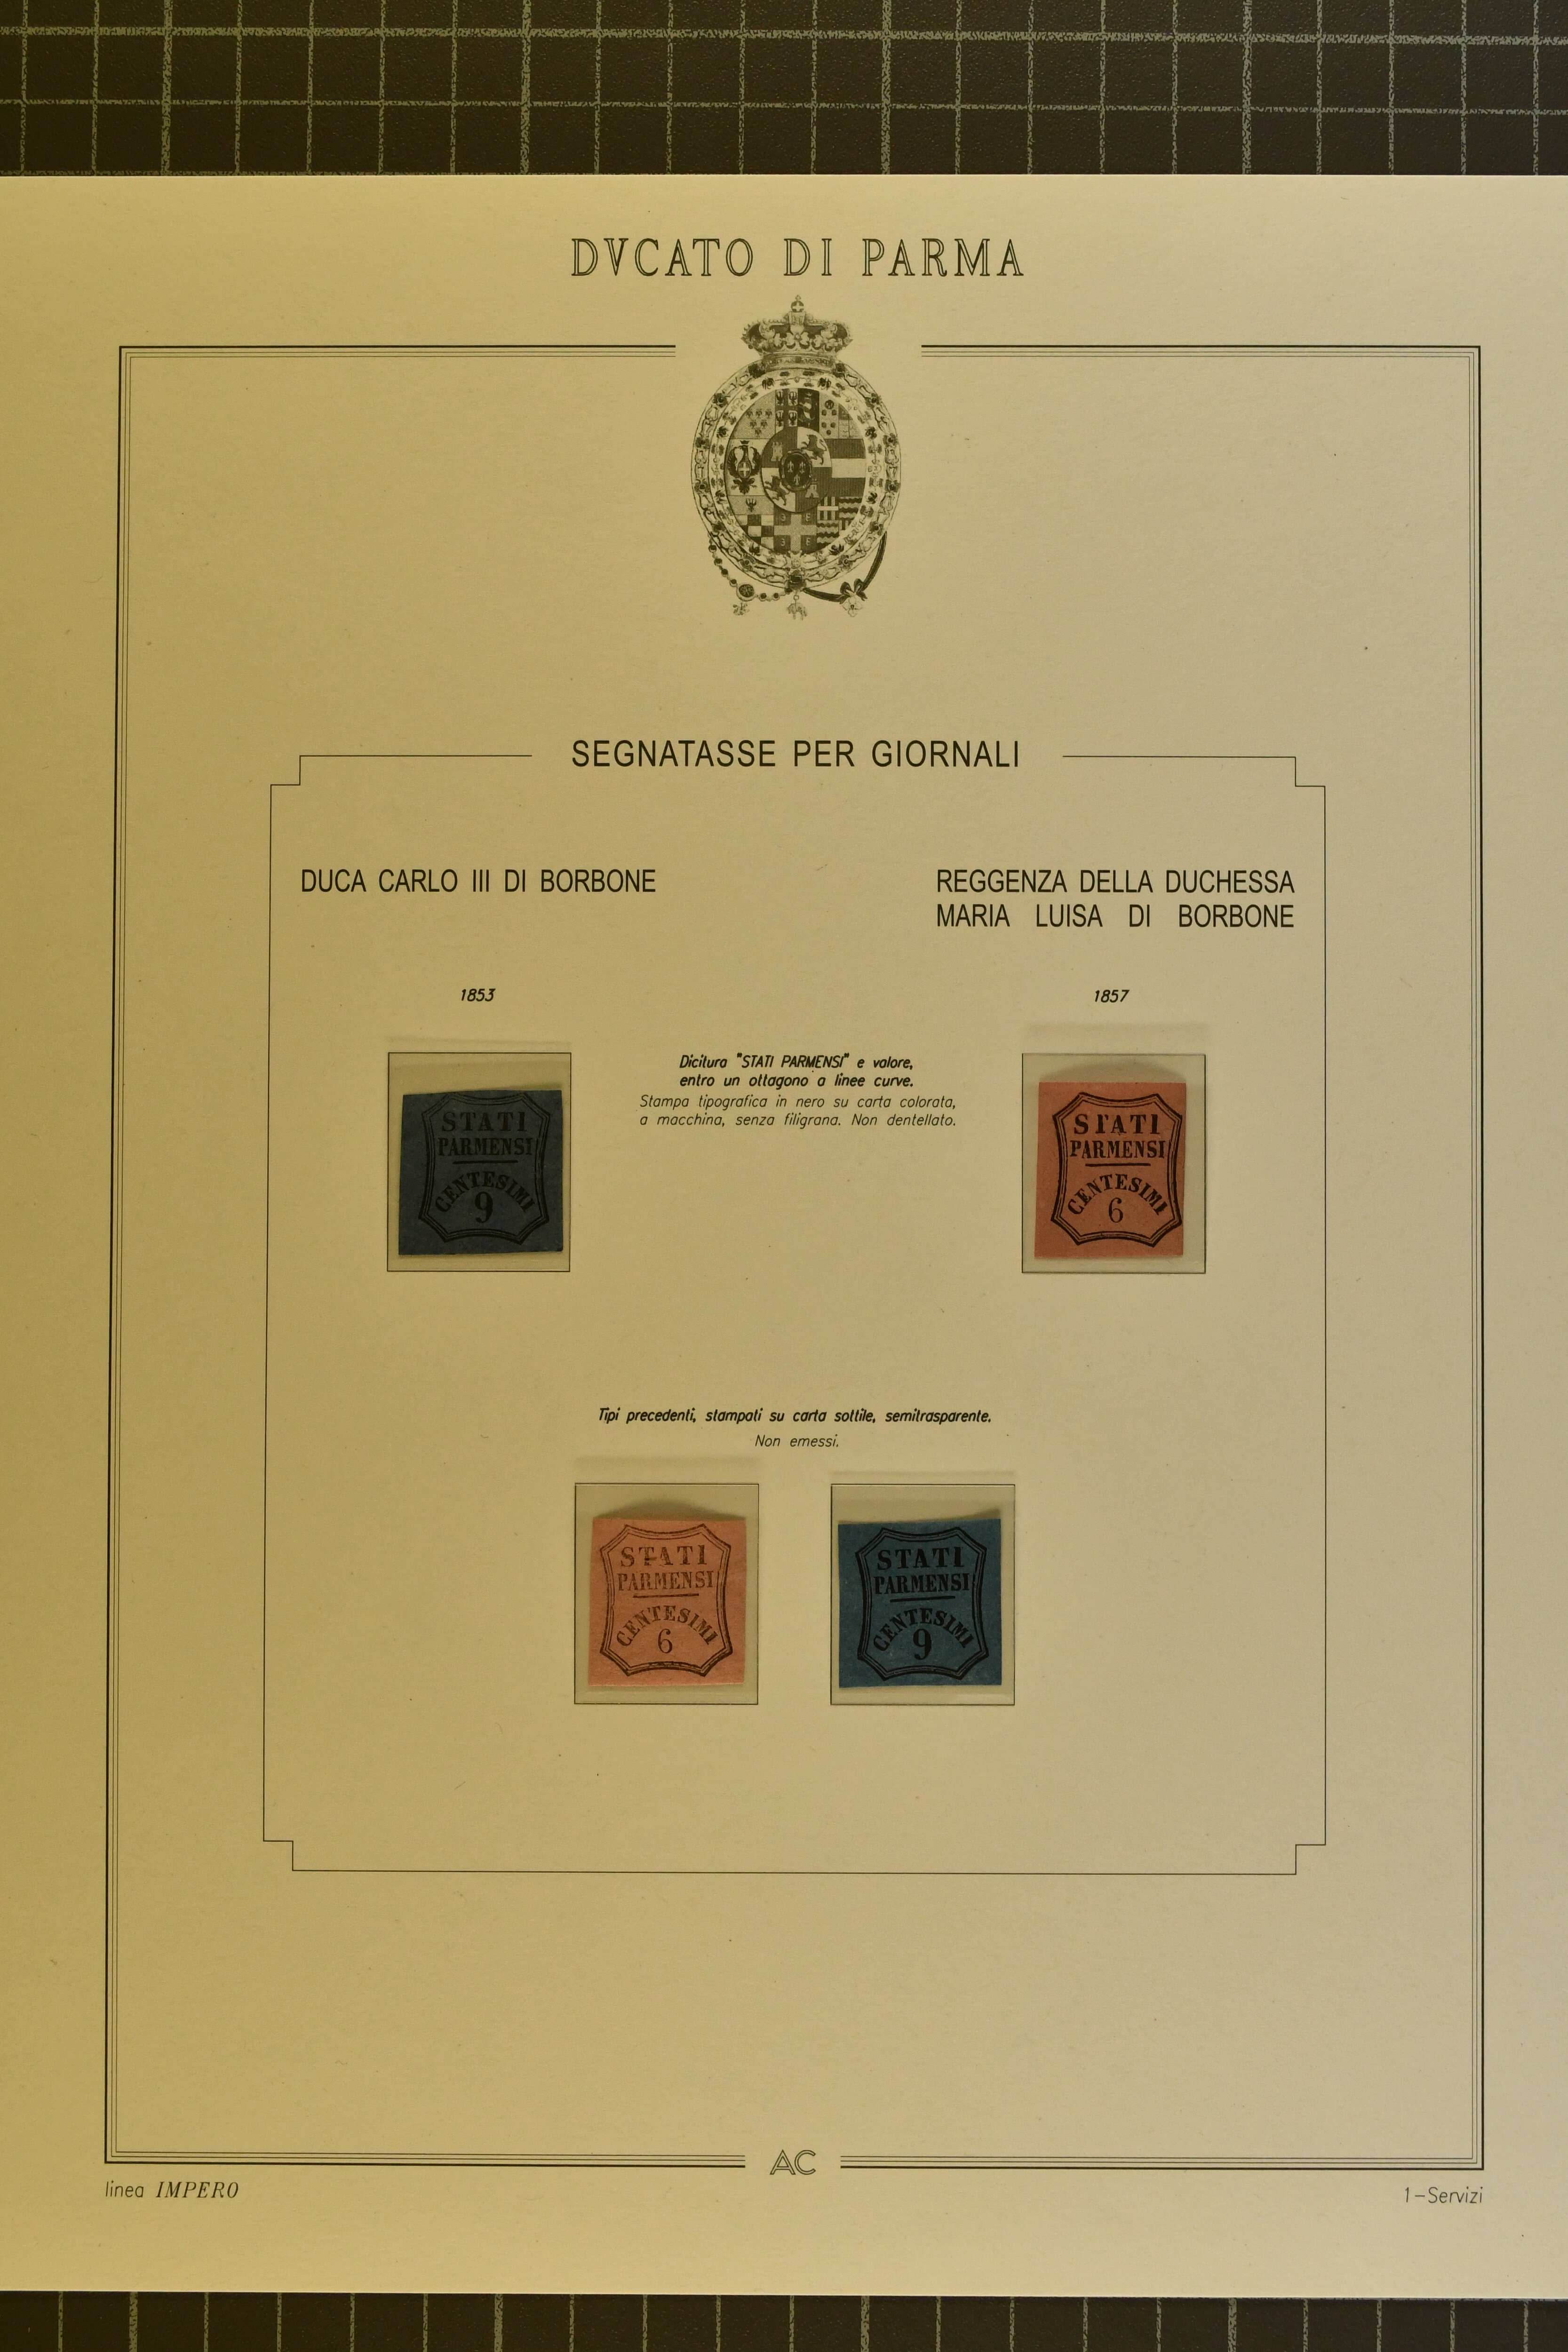 DVCATO DI PARMA
SEGNATASSE PER GIORNALI
DUCA CARLO III DI BORBONE
REGGENZA DELLA DUCHESSA
MARIA LUISA DI BORBONE
1853
1857
STATI
PARMENSI
CENTESIMI
9
Dicitura "STATI PARMENSI" e valore,
entro un ottagono a linee curve.
Stampa tipografica in nero su carta colorata,
a macchina, senza filigrana. Non dentellato.
STATI
PARMENSI
CENTESIMI
6
Tipi precedenti, stampati su carta sottile, semitrasparente.
Non emessi.
STATI
PARMENSI
CENTESIMI
6
STATI
PARMENSI
CENTESIMI
9
AC
linea IMPERO
1-Servizi